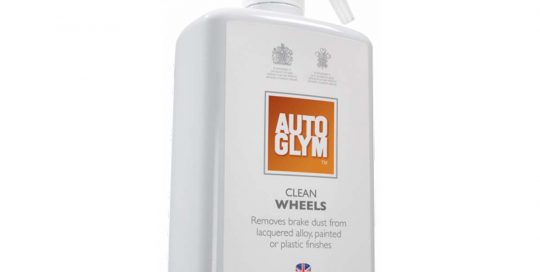 AUTO
GLYM
TM
CLEAN
WHEELS
Removes brake dust from
lacquered alloy, painted
or plastic finishes